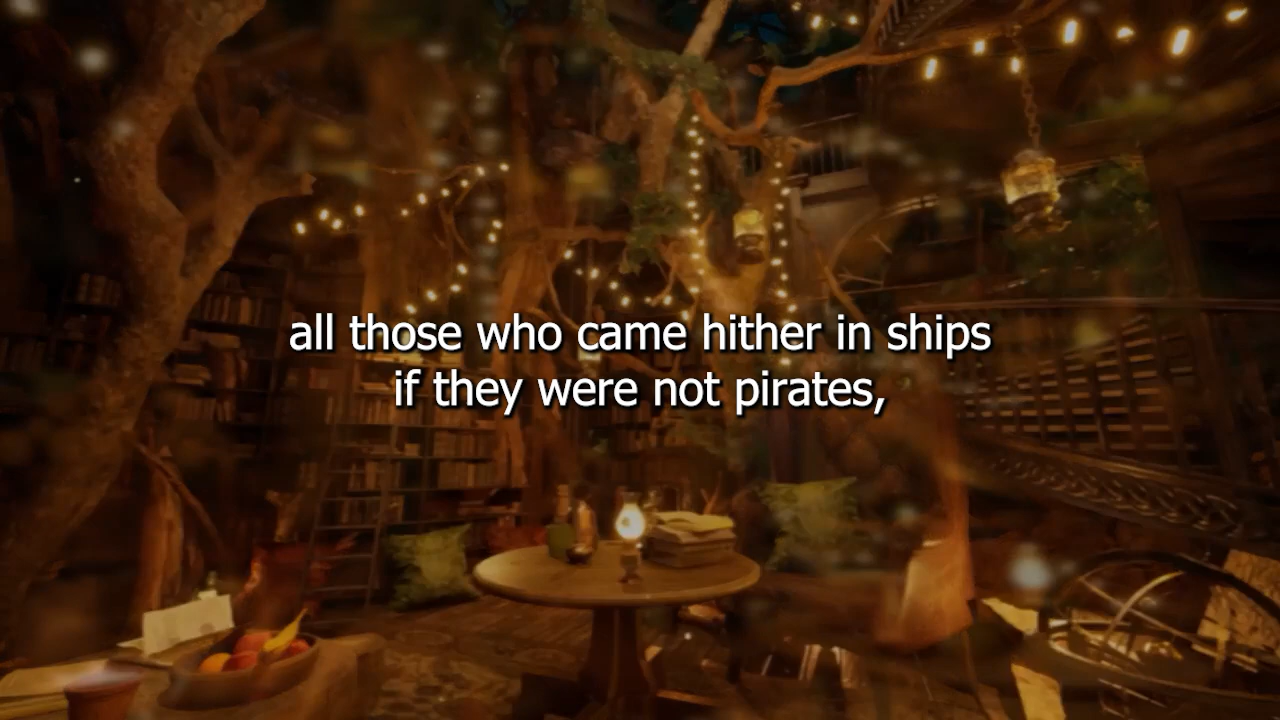 all those who came hither in ships
if they were not pirates,